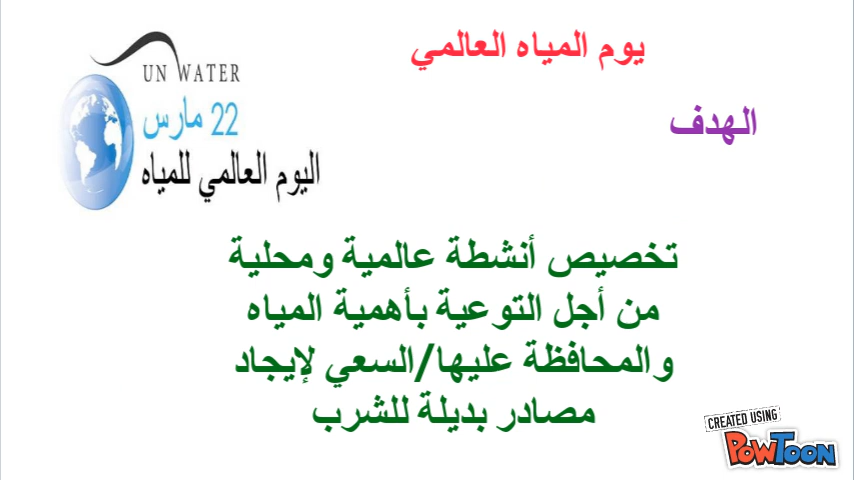 يوم المياه العالمي
الهدف
UN WATER
22 مارس
اليوم العالمي للمياه
تخصيص أنشطة عالمية ومحلية
من أجل التوعية بأهمية المياه
والمحافظة عليها/السعي لإيجاد
مصادر بديلة للشرب
CREATED USING
POWTOON